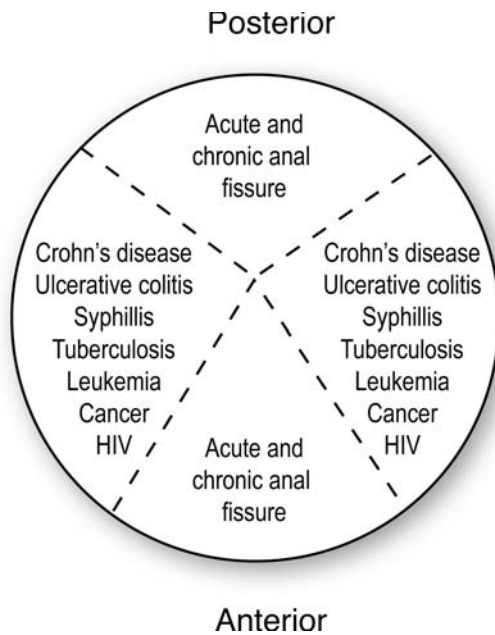 Posterior
Acute and
chronic anal
fissure
Crohn's disease
Ulcerative colitis
Syphillis
Tuberculosis
Leukemia
Cancer
HIV
Crohn's disease
Ulcerative colitis
Syphillis
Tuberculosis
Leukemia
Cancer
HIV
Acute and
chronic anal
fissure
Anterior